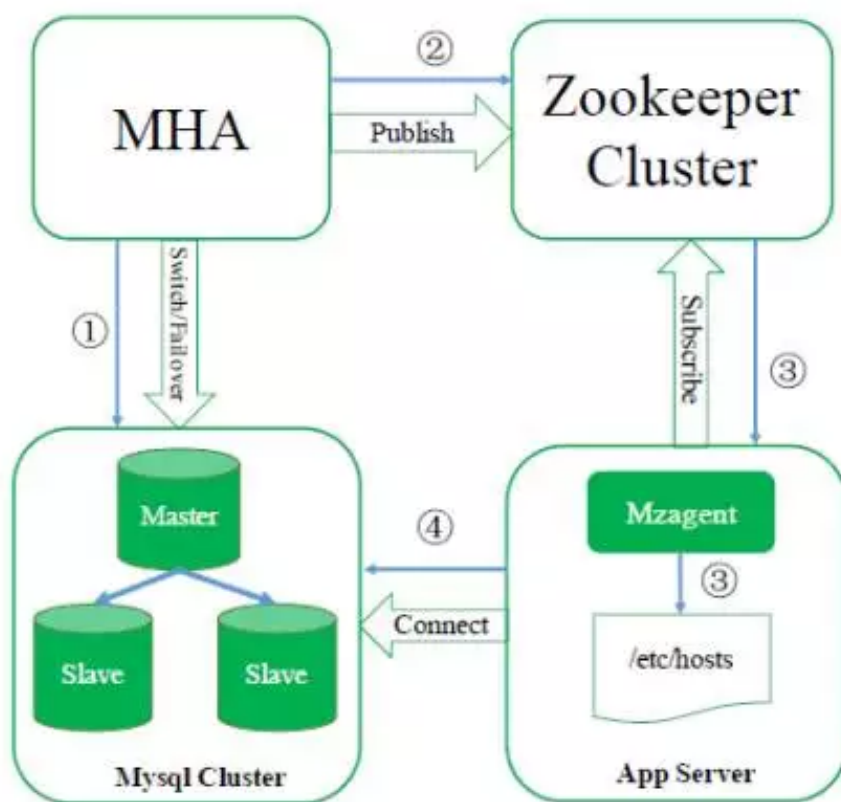 MHA
②
Publish
Zookeeper
Cluster
①
Switch/Failover
Subscribe
③
Master
Slave
Slave
Mysql Cluster
④
Connect
Mzagent
③
/etc/hosts
App Server